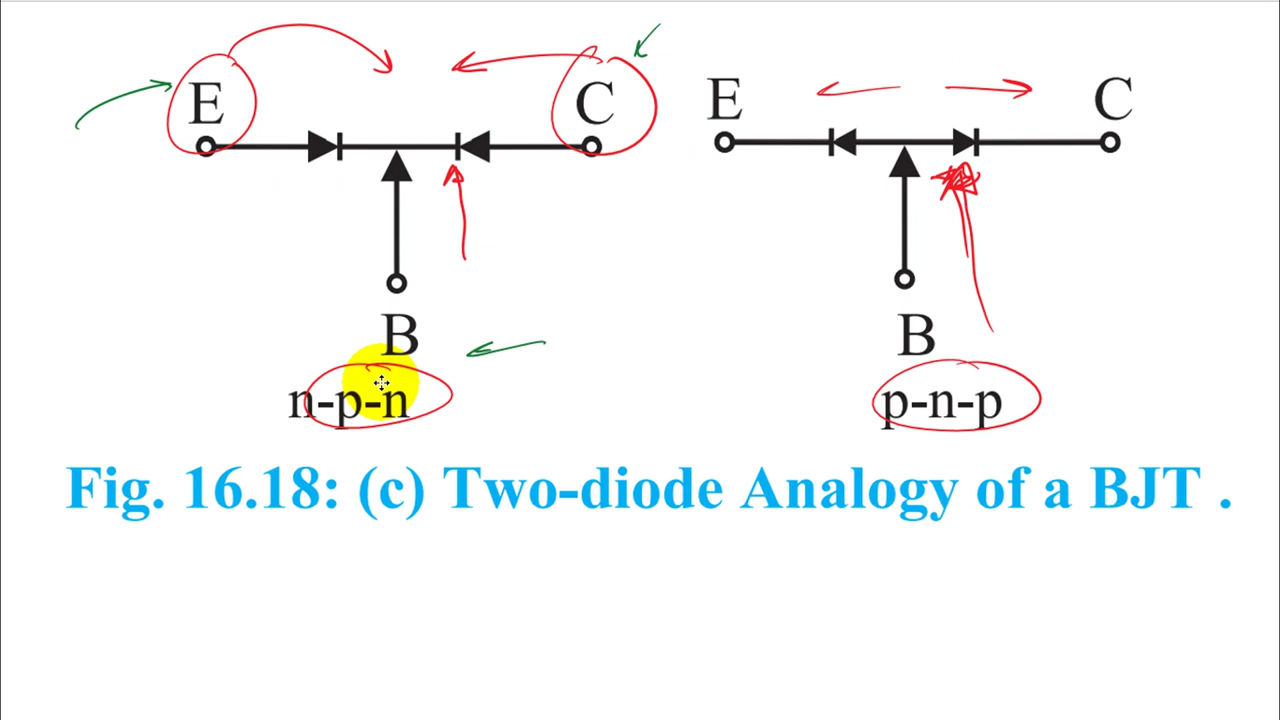 E C E C
B B
n-p-n p-n-p
Fig. 16.18: (c) Two-diode Analogy of a BJT .